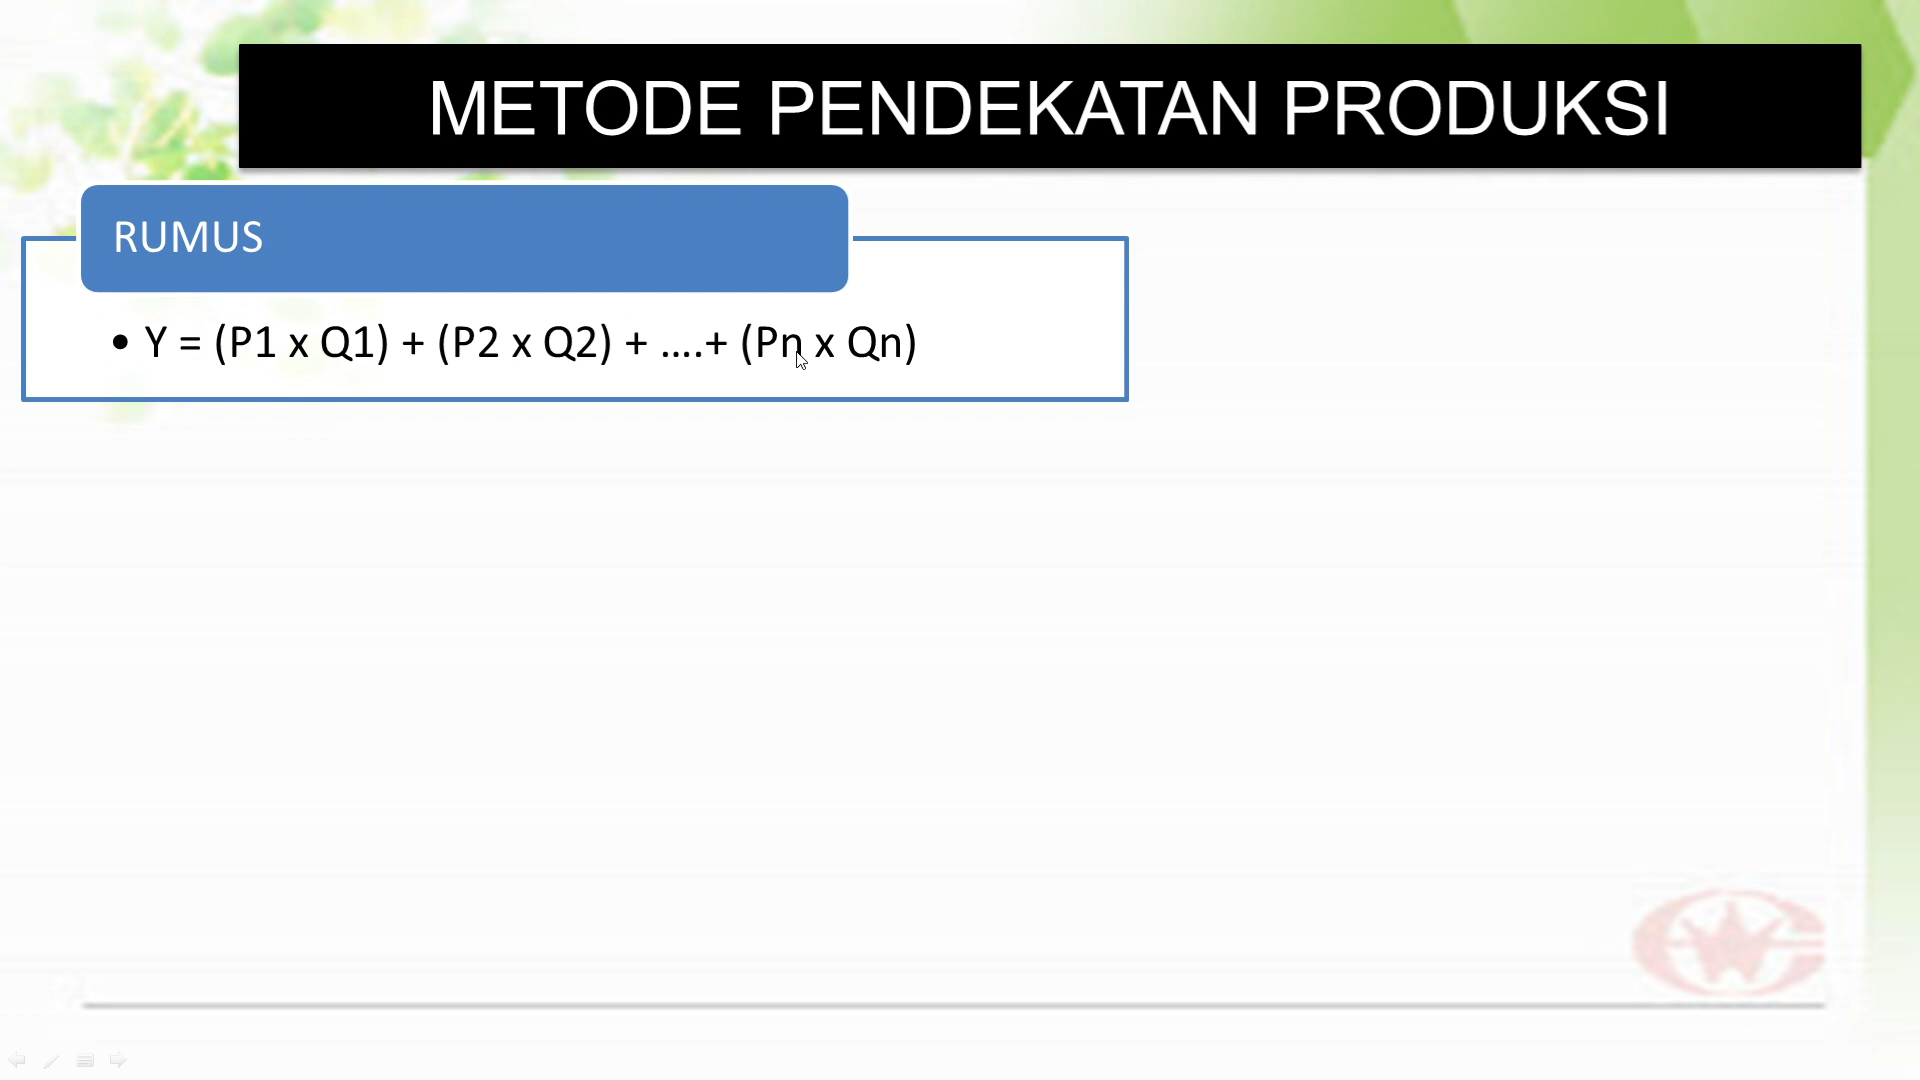 METODE PENDEKATAN PRODUKSI
RUMUS
• Y = (P1 x Q1) + (P2 x Q2) + ....+ (Pn x Qn)